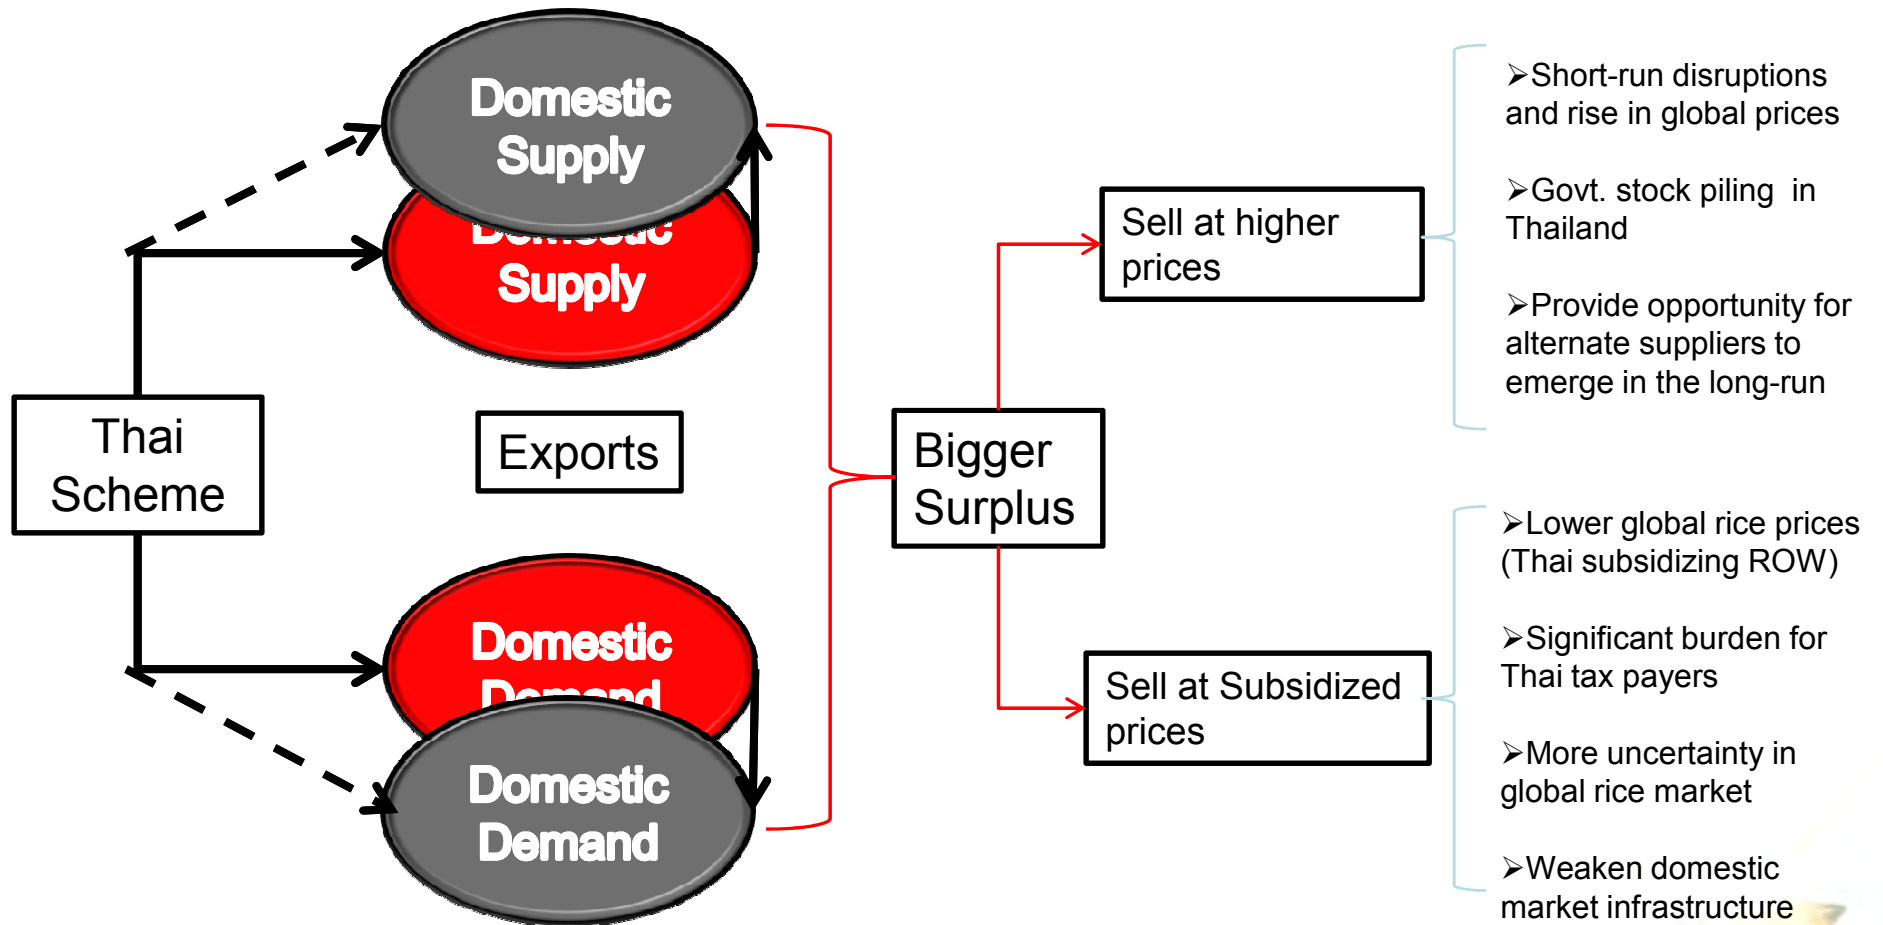 Domestic
Supply
Domestic
Supply
Thai
Scheme
Exports
Domestic
Demand
Domestic
Demand
Bigger
Surplus
Sell at higher
prices
Sell at Subsidized
prices
➢Short-run disruptions
and rise in global prices
➢Govt. stock piling  in
Thailand
➢Provide opportunity for
alternate suppliers to
emerge in the long-run
➢Lower global rice prices
(Thai subsidizing ROW)
➢Significant burden for
Thai tax payers
➢More uncertainty in
global rice market
➢Weaken domestic
market infrastructure